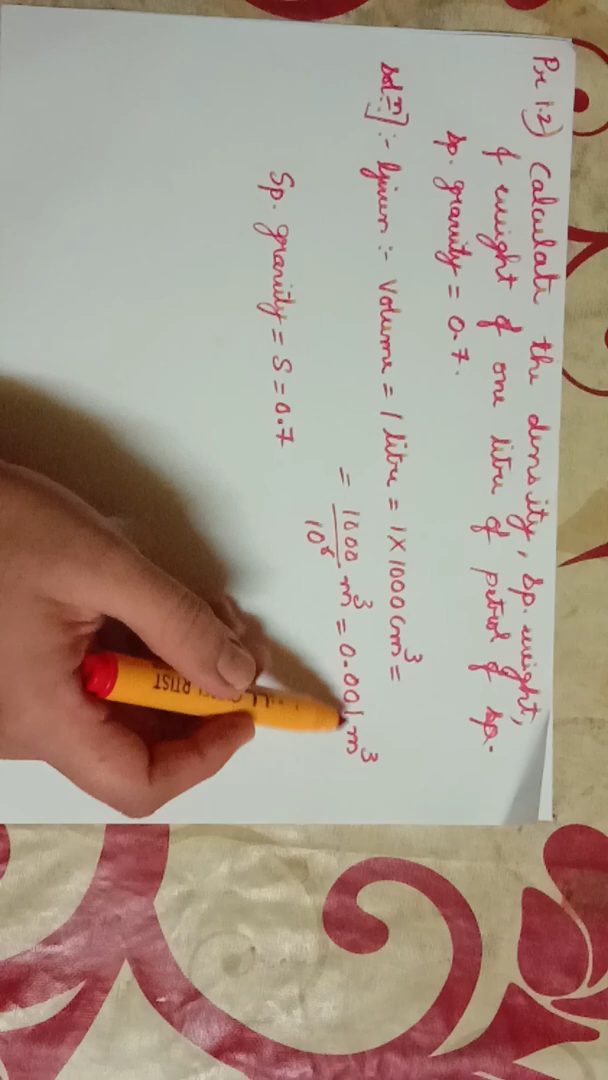 Pr 1.2) Calculate the density, Sp. weight,
& weight of one litre of petrol of sp.
sp. gravity = 0.7.
Sol<sup>n</sup>] :- Given :- Volume = 1 litre = 1 X 1000 cm³ =
= 1000/10⁶ m³ = 0.001 m³
Sp. gravity = S = 0.7